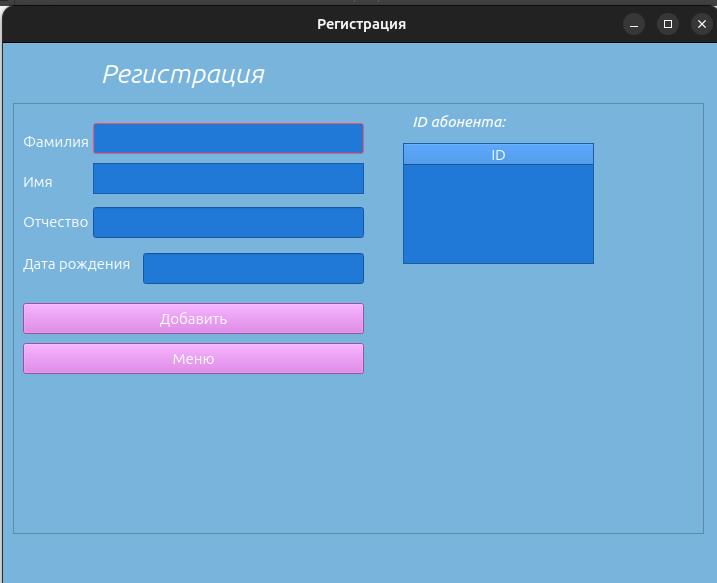 Регистрация
Регистрация
Фамилия
Имя
Отчество
Дата рождения
Добавить
Меню
ID абонента:
ID